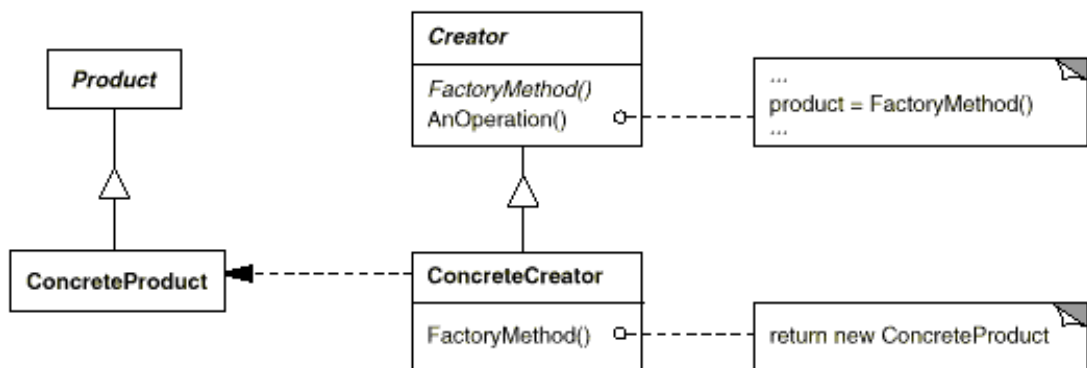 Product
ConcreteProduct
Creator
FactoryMethod()
AnOperation()
...
product = FactoryMethod()
...
ConcreteCreator
FactoryMethod()
return new ConcreteProduct